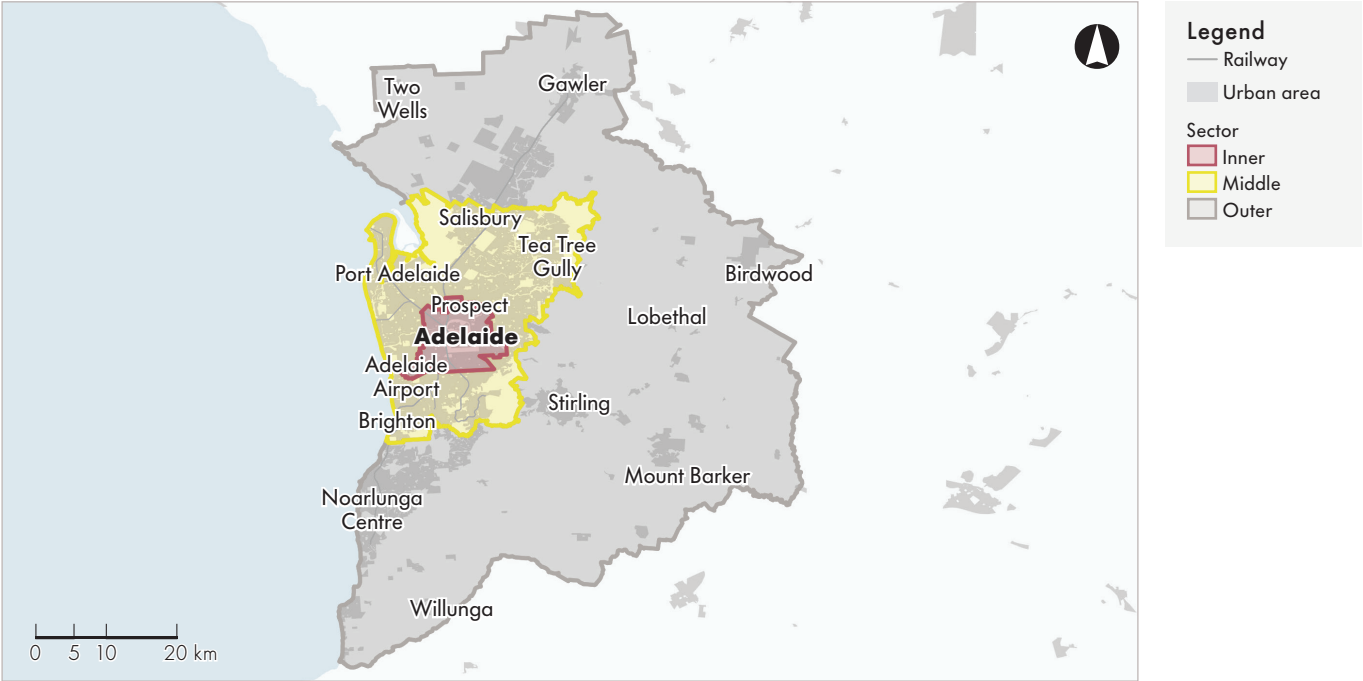 Two
Wells
Gawler
Salisbury
Tea Tree
Gully
Port Adelaide
Birdwood
Prospect
Lobethal
Adelaide
Adelaide
Airport
Stirling
Brighton
Mount Barker
Noarlunga
Centre
Willunga
0 5 10 20 km
Legend
Railway
Urban area
Sector
Inner
Middle
Outer